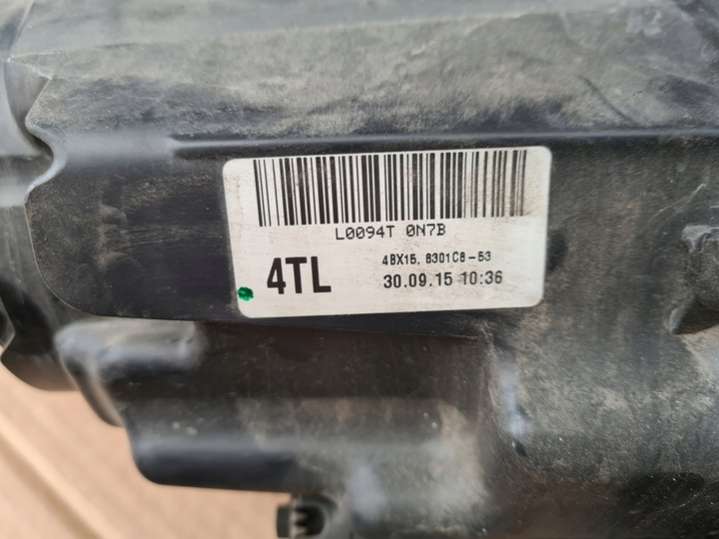 L0094T 0N7B
4TL
4BX15, 8301C8-53
30.09.15 10:36